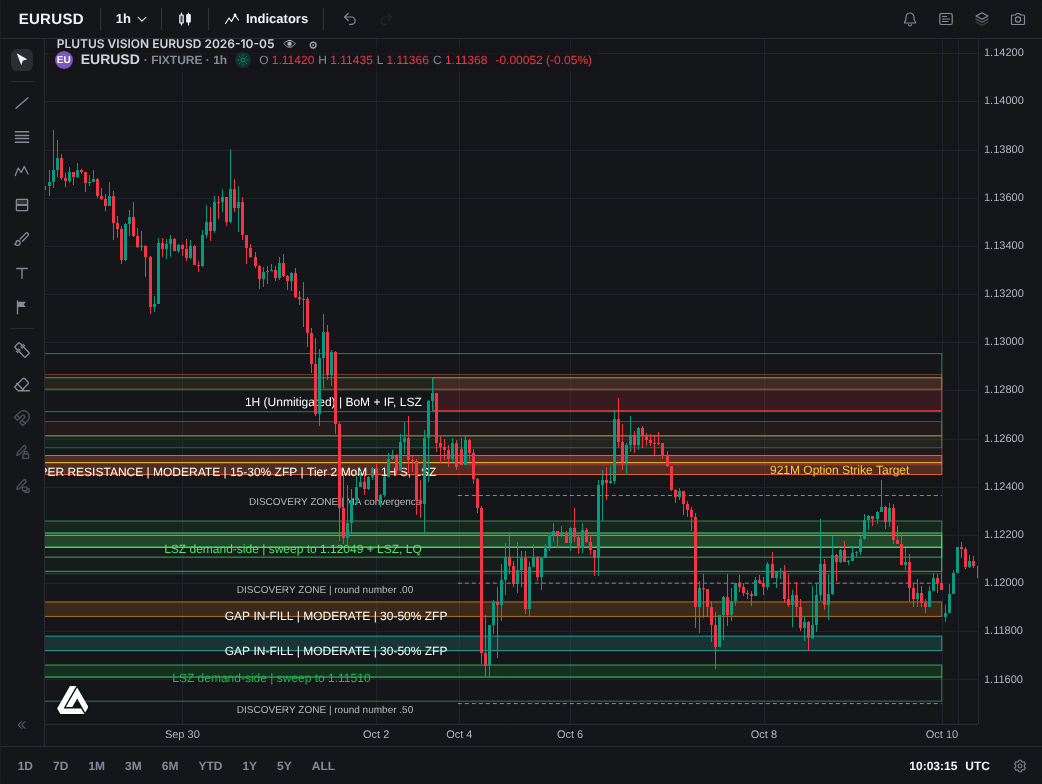 EURUSD 1h Indicators
PLUTUS VISION EURUSD 2026-10-05
EU EURUSD · FIXTURE · 1h O 1.11420 H 1.11435 L 1.11366 C 1.11368 -0.00052 (-0.05%)
1.14200
1.14000
1.13800
1.13600
1.13400
1.13200
1.13000
1.12800
1H (Unmitigated) | BoM + IF, LSZ
1.12600
PER RESISTANCE | MODERATE | 15-30% ZFP | Tier 2 MoM
921M Option Strike Target
1.12400
DISCOVERY ZONE | MA convergence
1.12200
LSZ demand-side | sweep to 1.12049 + LSZ, LQ
1.12000
DISCOVERY ZONE | round number .00
GAP IN-FILL | MODERATE | 30-50% ZFP
1.11800
GAP IN-FILL | MODERATE | 30-50% ZFP
LSZ demand-side | sweep to 1.11510
1.11600
DISCOVERY ZONE | round number .50
Sep 30 Oct 2 Oct 4 Oct 6 Oct 8 Oct 10
1D 7D 1M 3M 6M YTD 1Y 5Y ALL 10:03:15 UTC